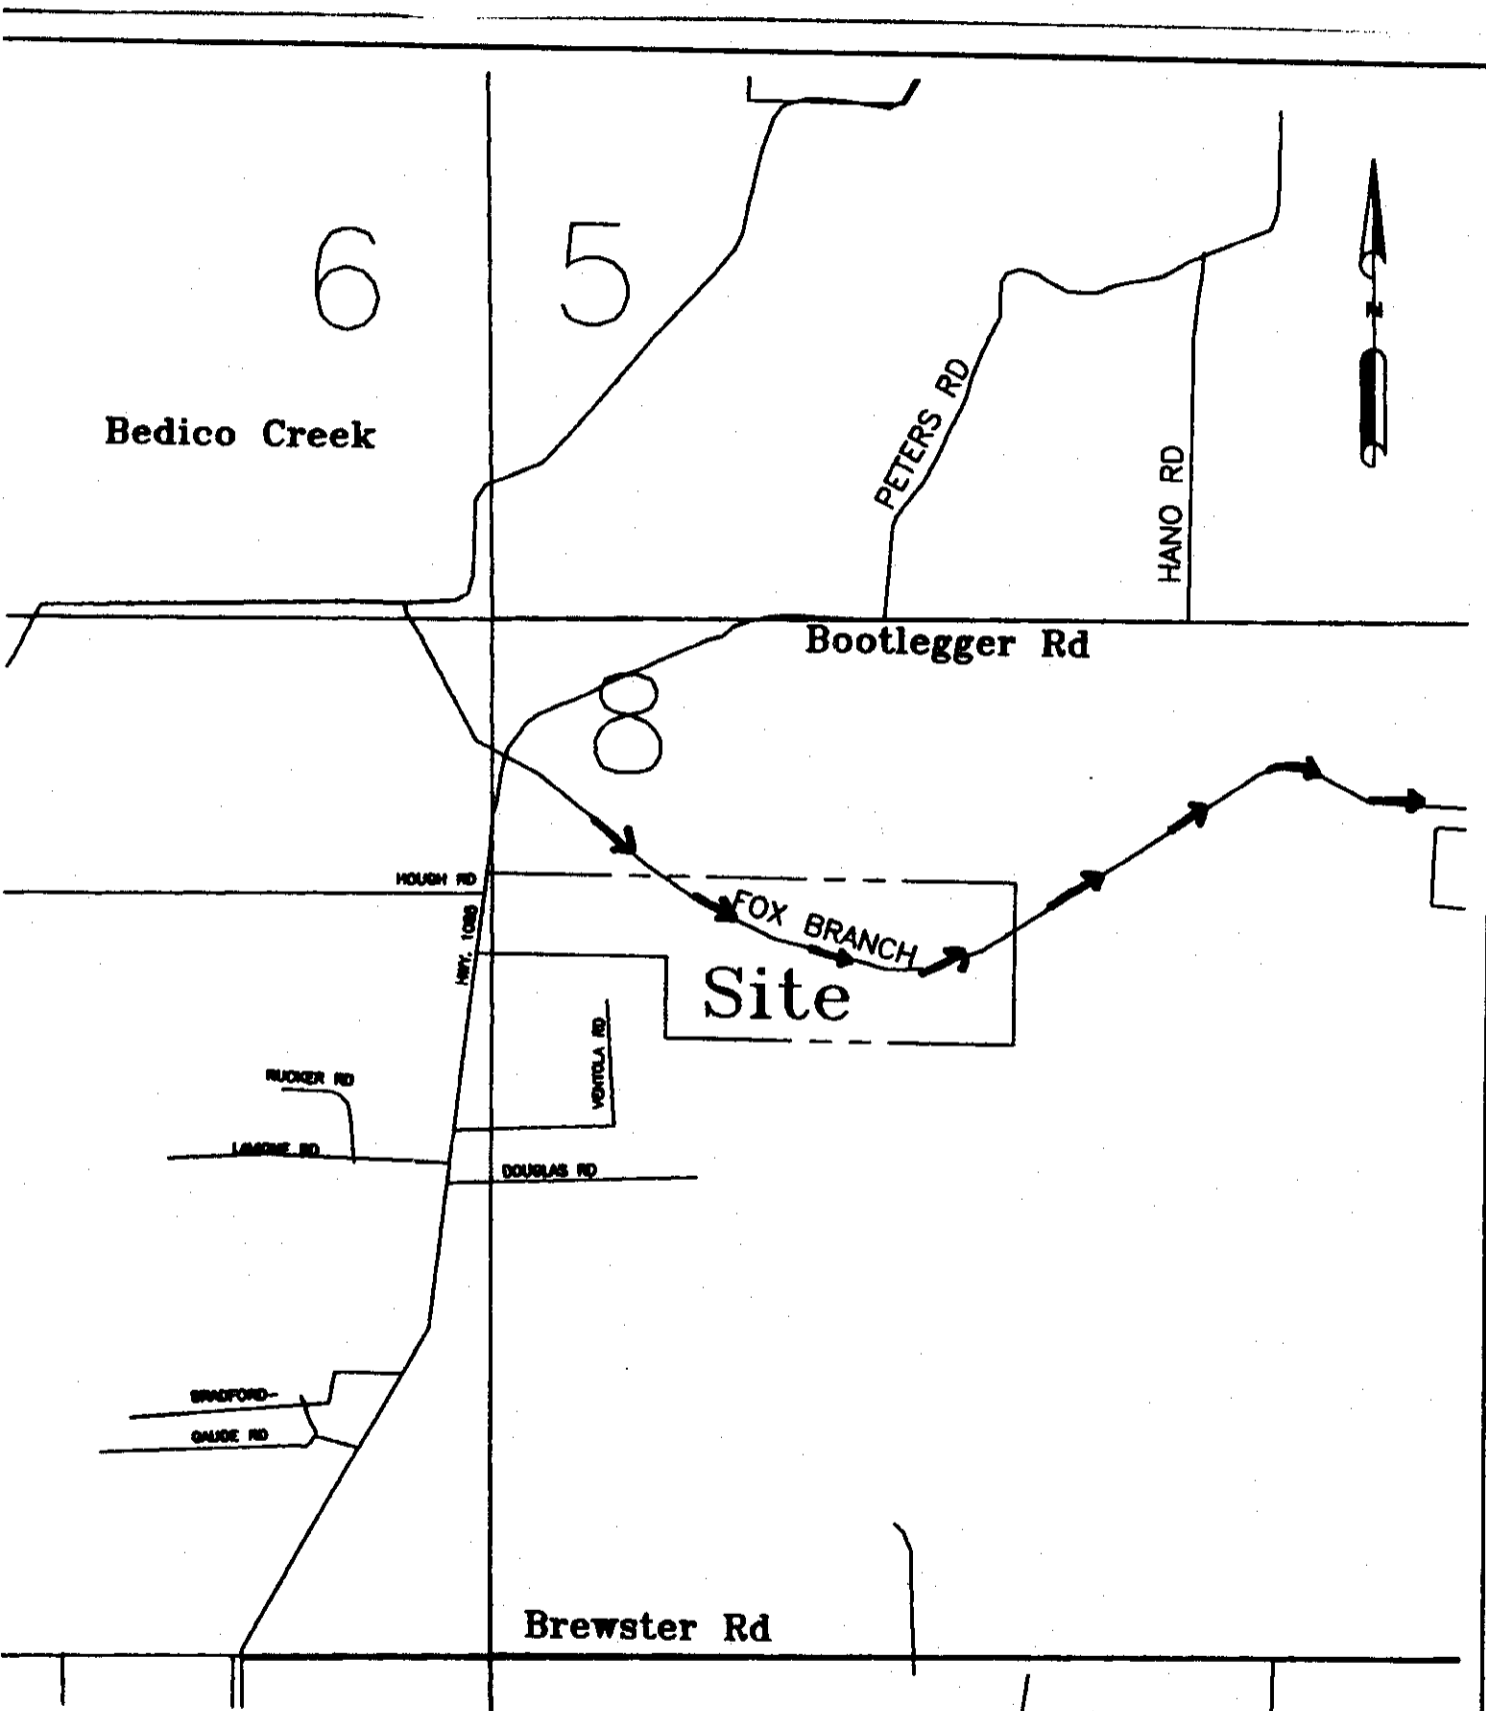 6 5
Bedico Creek
PETERS RD
HANO RD
N
Bootlegger Rd
8
HOUGH RD
HWY. 1085
FOX BRANCH
Site
VENTOLA RD
RUCKER RD
DOUGLAS RD
BRADFORD-
GAUDE RD
Brewster Rd